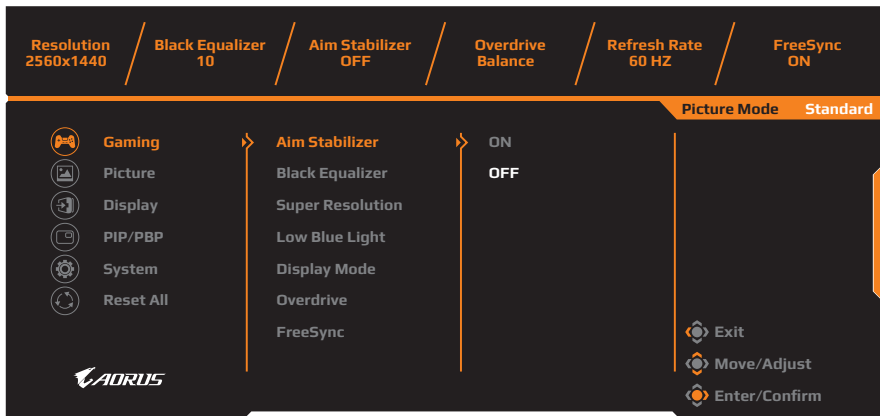 Resolution
2560x1440
Black Equalizer
10
Aim Stabilizer
OFF
Overdrive
Balance
Refresh Rate
60 HZ
FreeSync
ON
Picture Mode Standard
Gaming
Picture
Display
PIP/PBP
System
Reset All
Aim Stabilizer
Black Equalizer
Super Resolution
Low Blue Light
Display Mode
Overdrive
FreeSync
ON
OFF
Exit
Move/Adjust
Enter/Confirm
AORUS